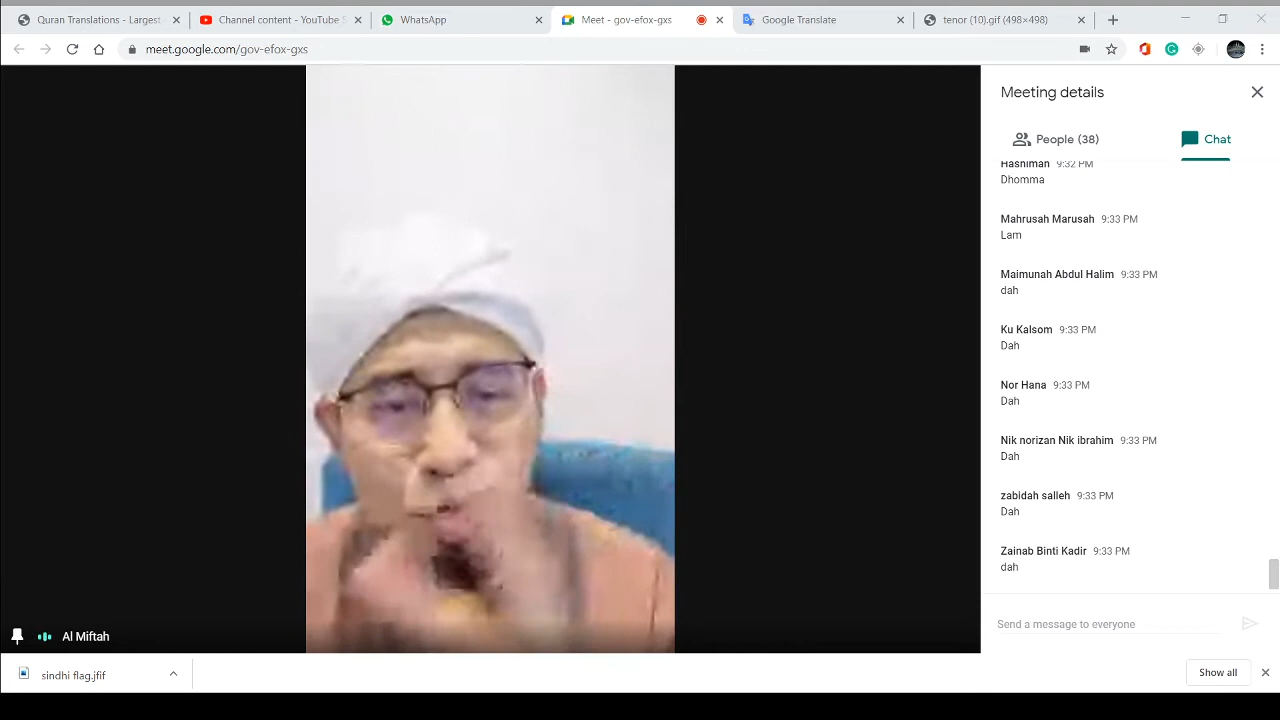 Quran Translations - Largest
Channel content - YouTube S
WhatsApp
Meet - gov-efox-gxs
Google Translate
tenor (10).gif (498×498)
meet.google.com/gov-efox-gxs
Meeting details
People (38)
Chat
Hashiman 9:32 PM
Dhomma
Mahrusah Marusah 9:33 PM
Lam
Maimunah Abdul Halim 9:33 PM
dah
Ku Kalsom 9:33 PM
Dah
Nor Hana 9:33 PM
Dah
Nik norizan Nik ibrahim 9:33 PM
Dah
zabidah salleh 9:33 PM
Dah
Zainab Binti Kadir 9:33 PM
dah
Send a message to everyone
Al Miftah
sindhi flag.jfif
Show all